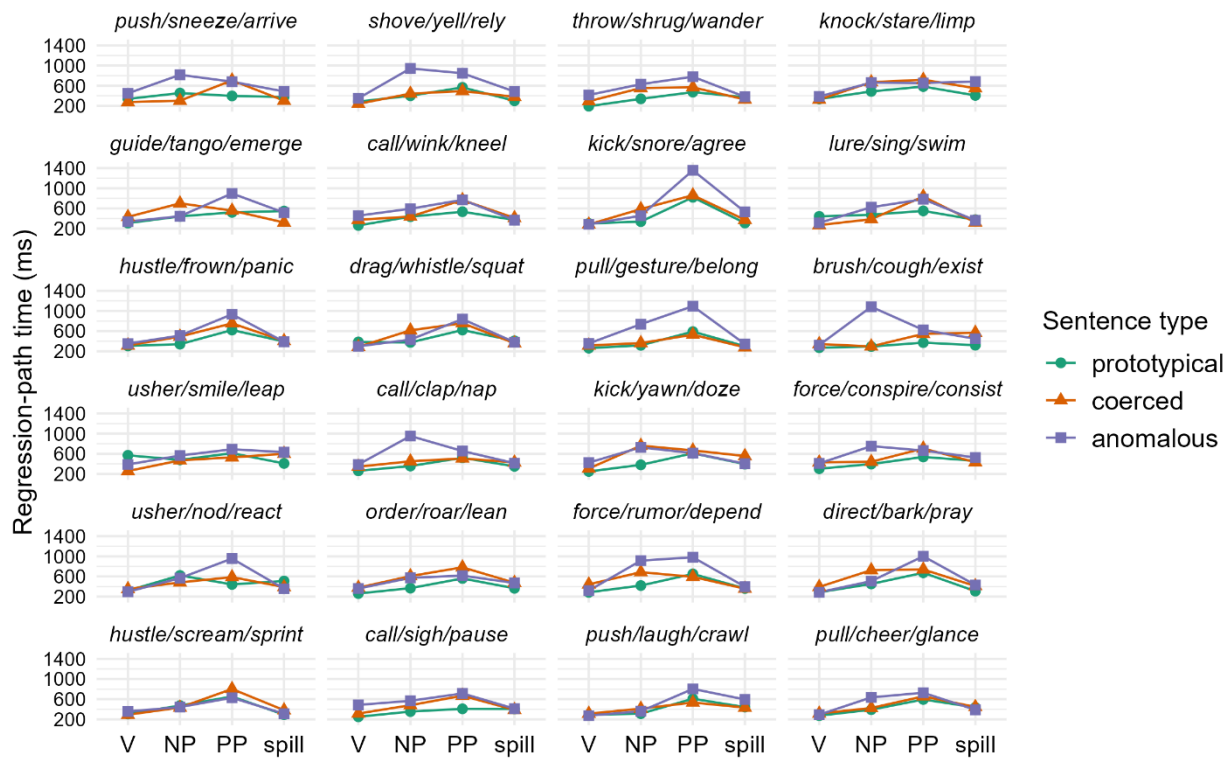 push/sneeze/arrive shove/yell/rely throw/shrug/wander knock/stare/limp
1400
1000
600
200
guide/tango/emerge call/wink/kneel kick/snore/agree lure/sing/swim
1400
1000
600
200
hustle/frown/panic drag/whistle/squat pull/gesture/belong brush/cough/exist
1400
1000
600
200
usher/smile/leap call/clap/nap kick/yawn/doze force/conspire/consist
1400
1000
600
200
usher/nod/react order/roar/lean force/rumor/depend direct/bark/pray
1400
1000
600
200
hustle/scream/sprint call/sigh/pause push/laugh/crawl pull/cheer/glance
1400
1000
600
200
V NP PP spill V NP PP spill V NP PP spill V NP PP spill
Regression-path time (ms)
Sentence type
prototypical
coerced
anomalous